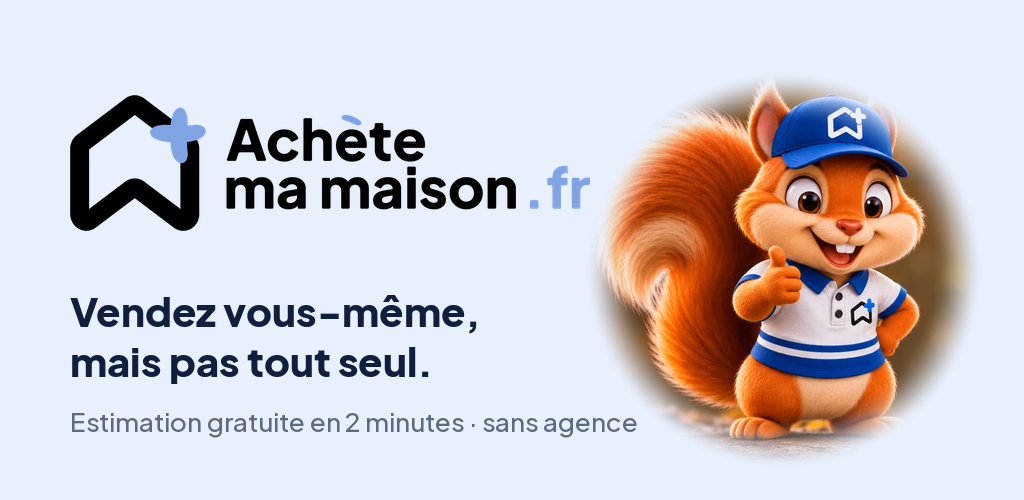 Achète
ma maison .fr
Vendez vous-même,
mais pas tout seul.
Estimation gratuite en 2 minutes · sans agence